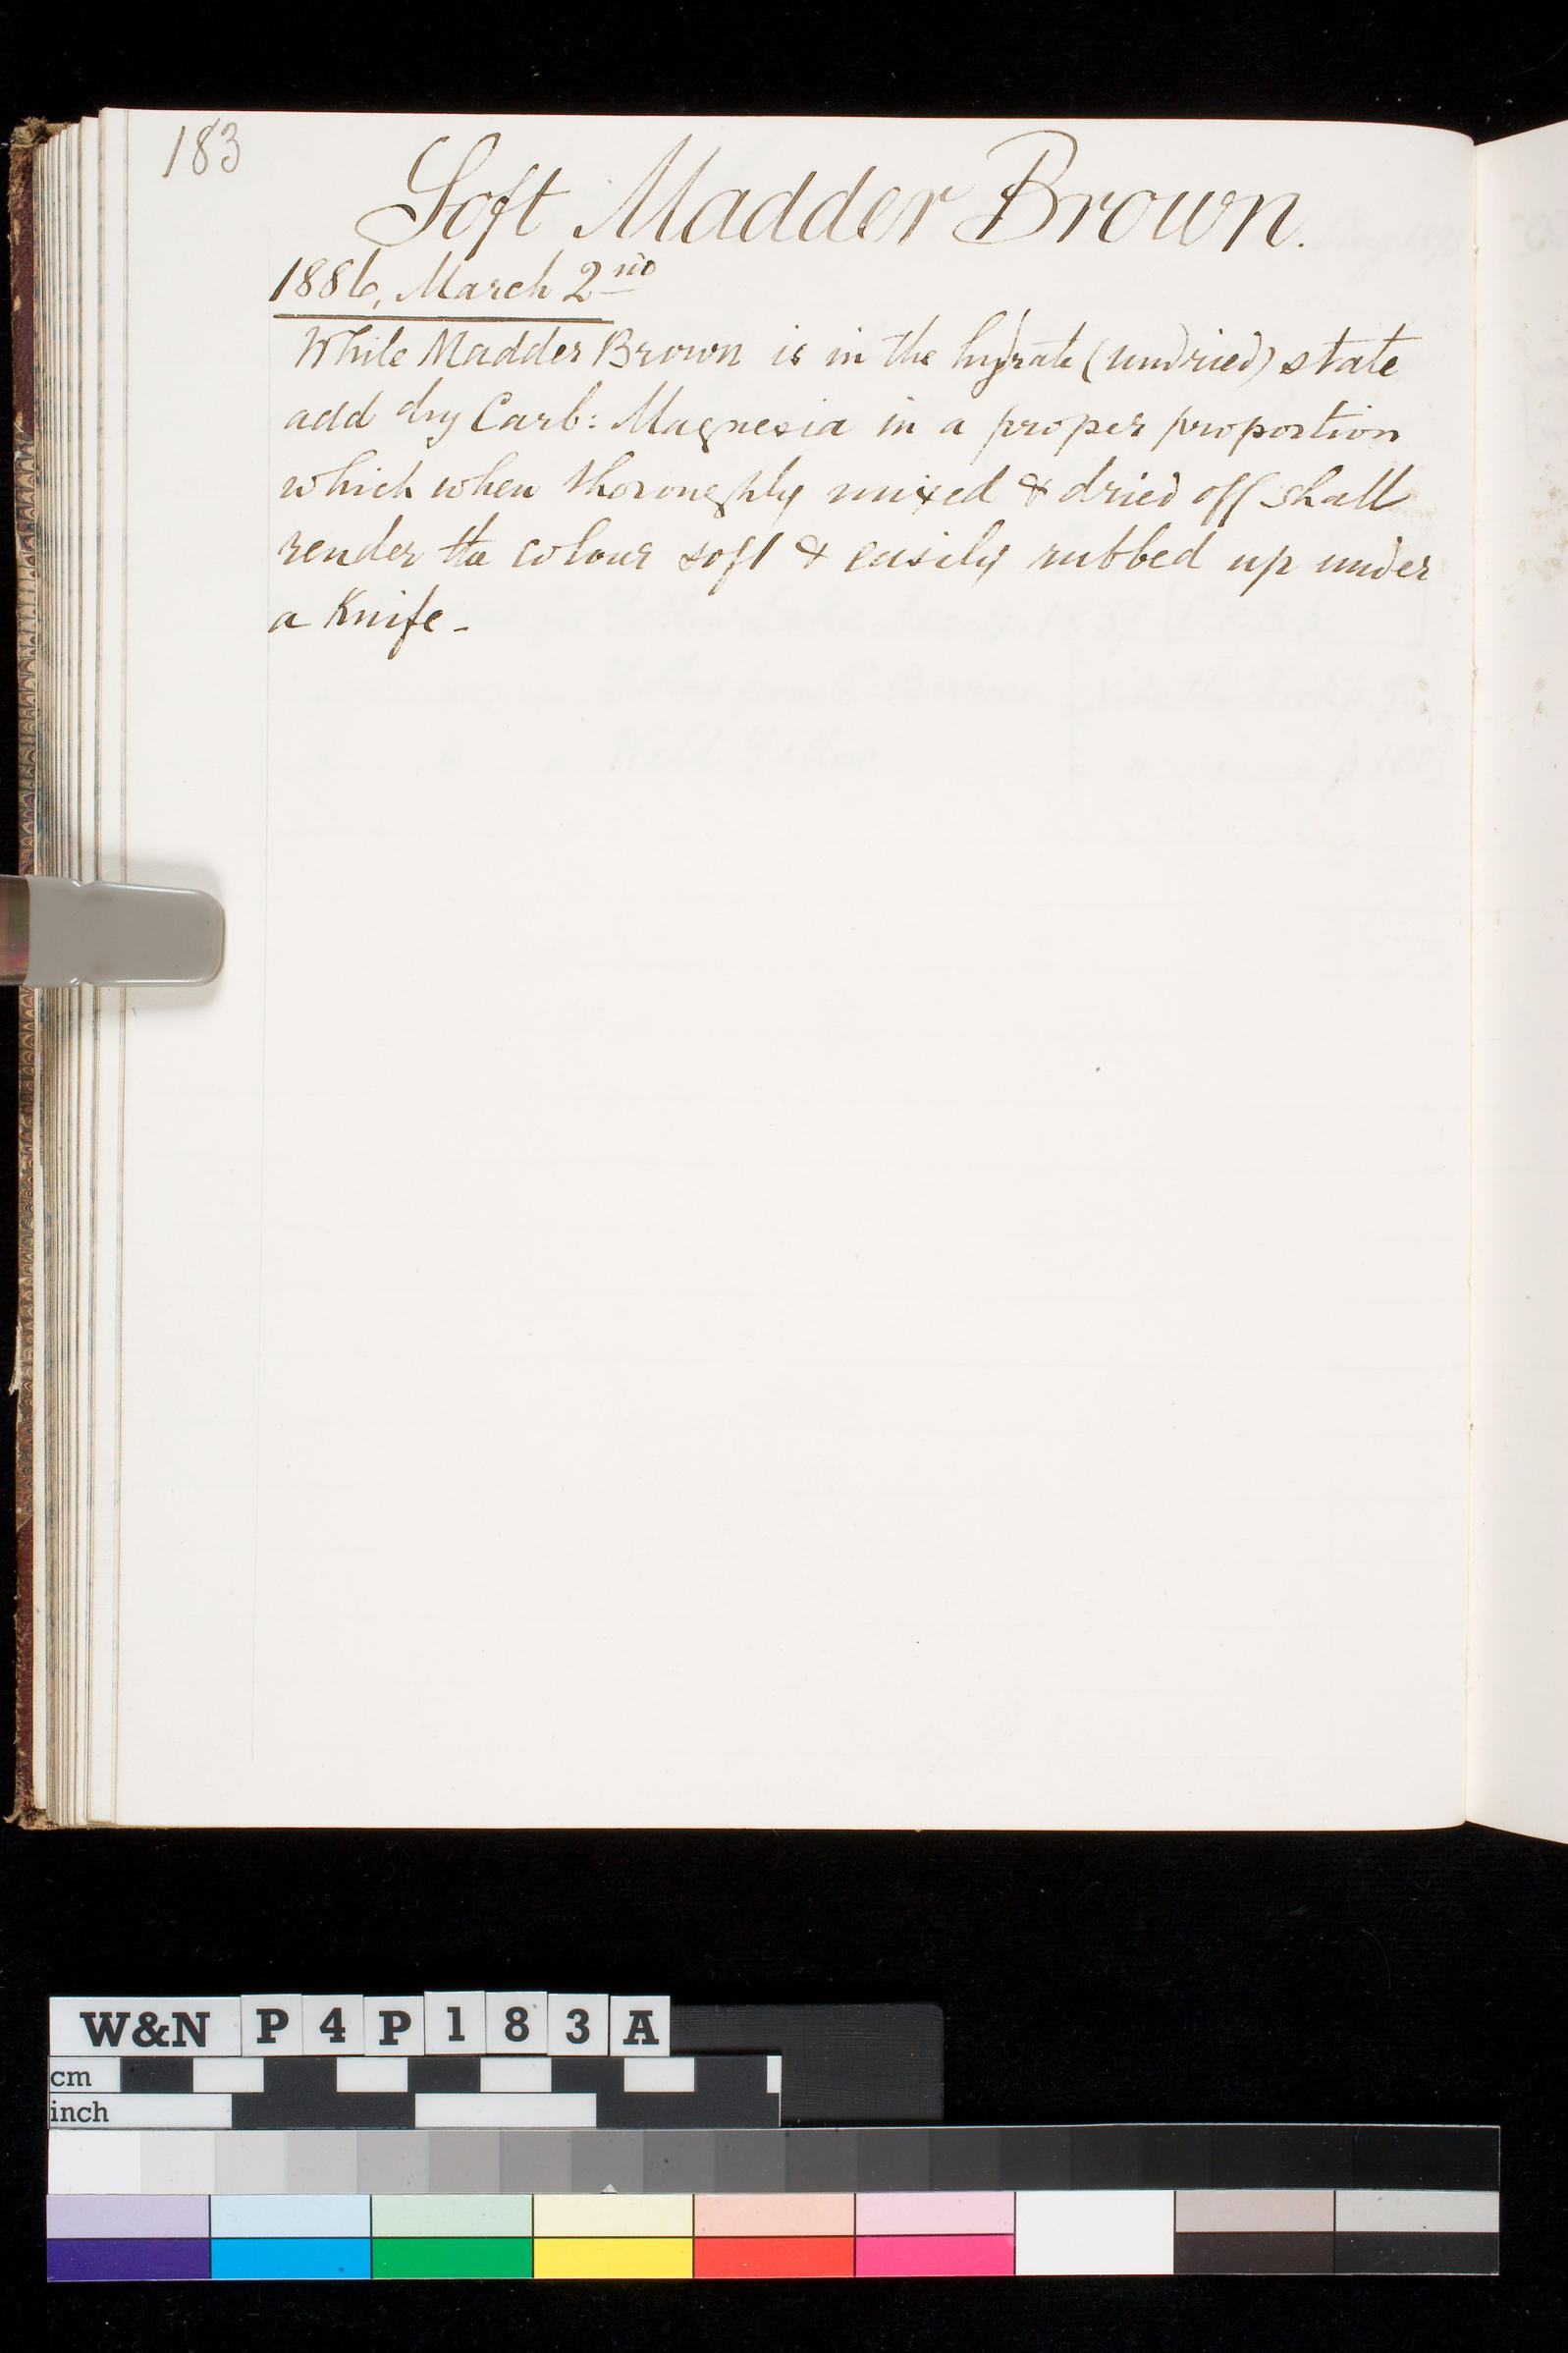 183
Soft Madder Brown.
1886, March 2nd
While Madder Brown is in the hydrate (undried) state
add dry Carb: Magnesia in a proper proportion
which when thoroughly mixed & dried off shall
render the colour soft & easily rubbed up under
a Knife -
W&N P4P183A
cm
inch